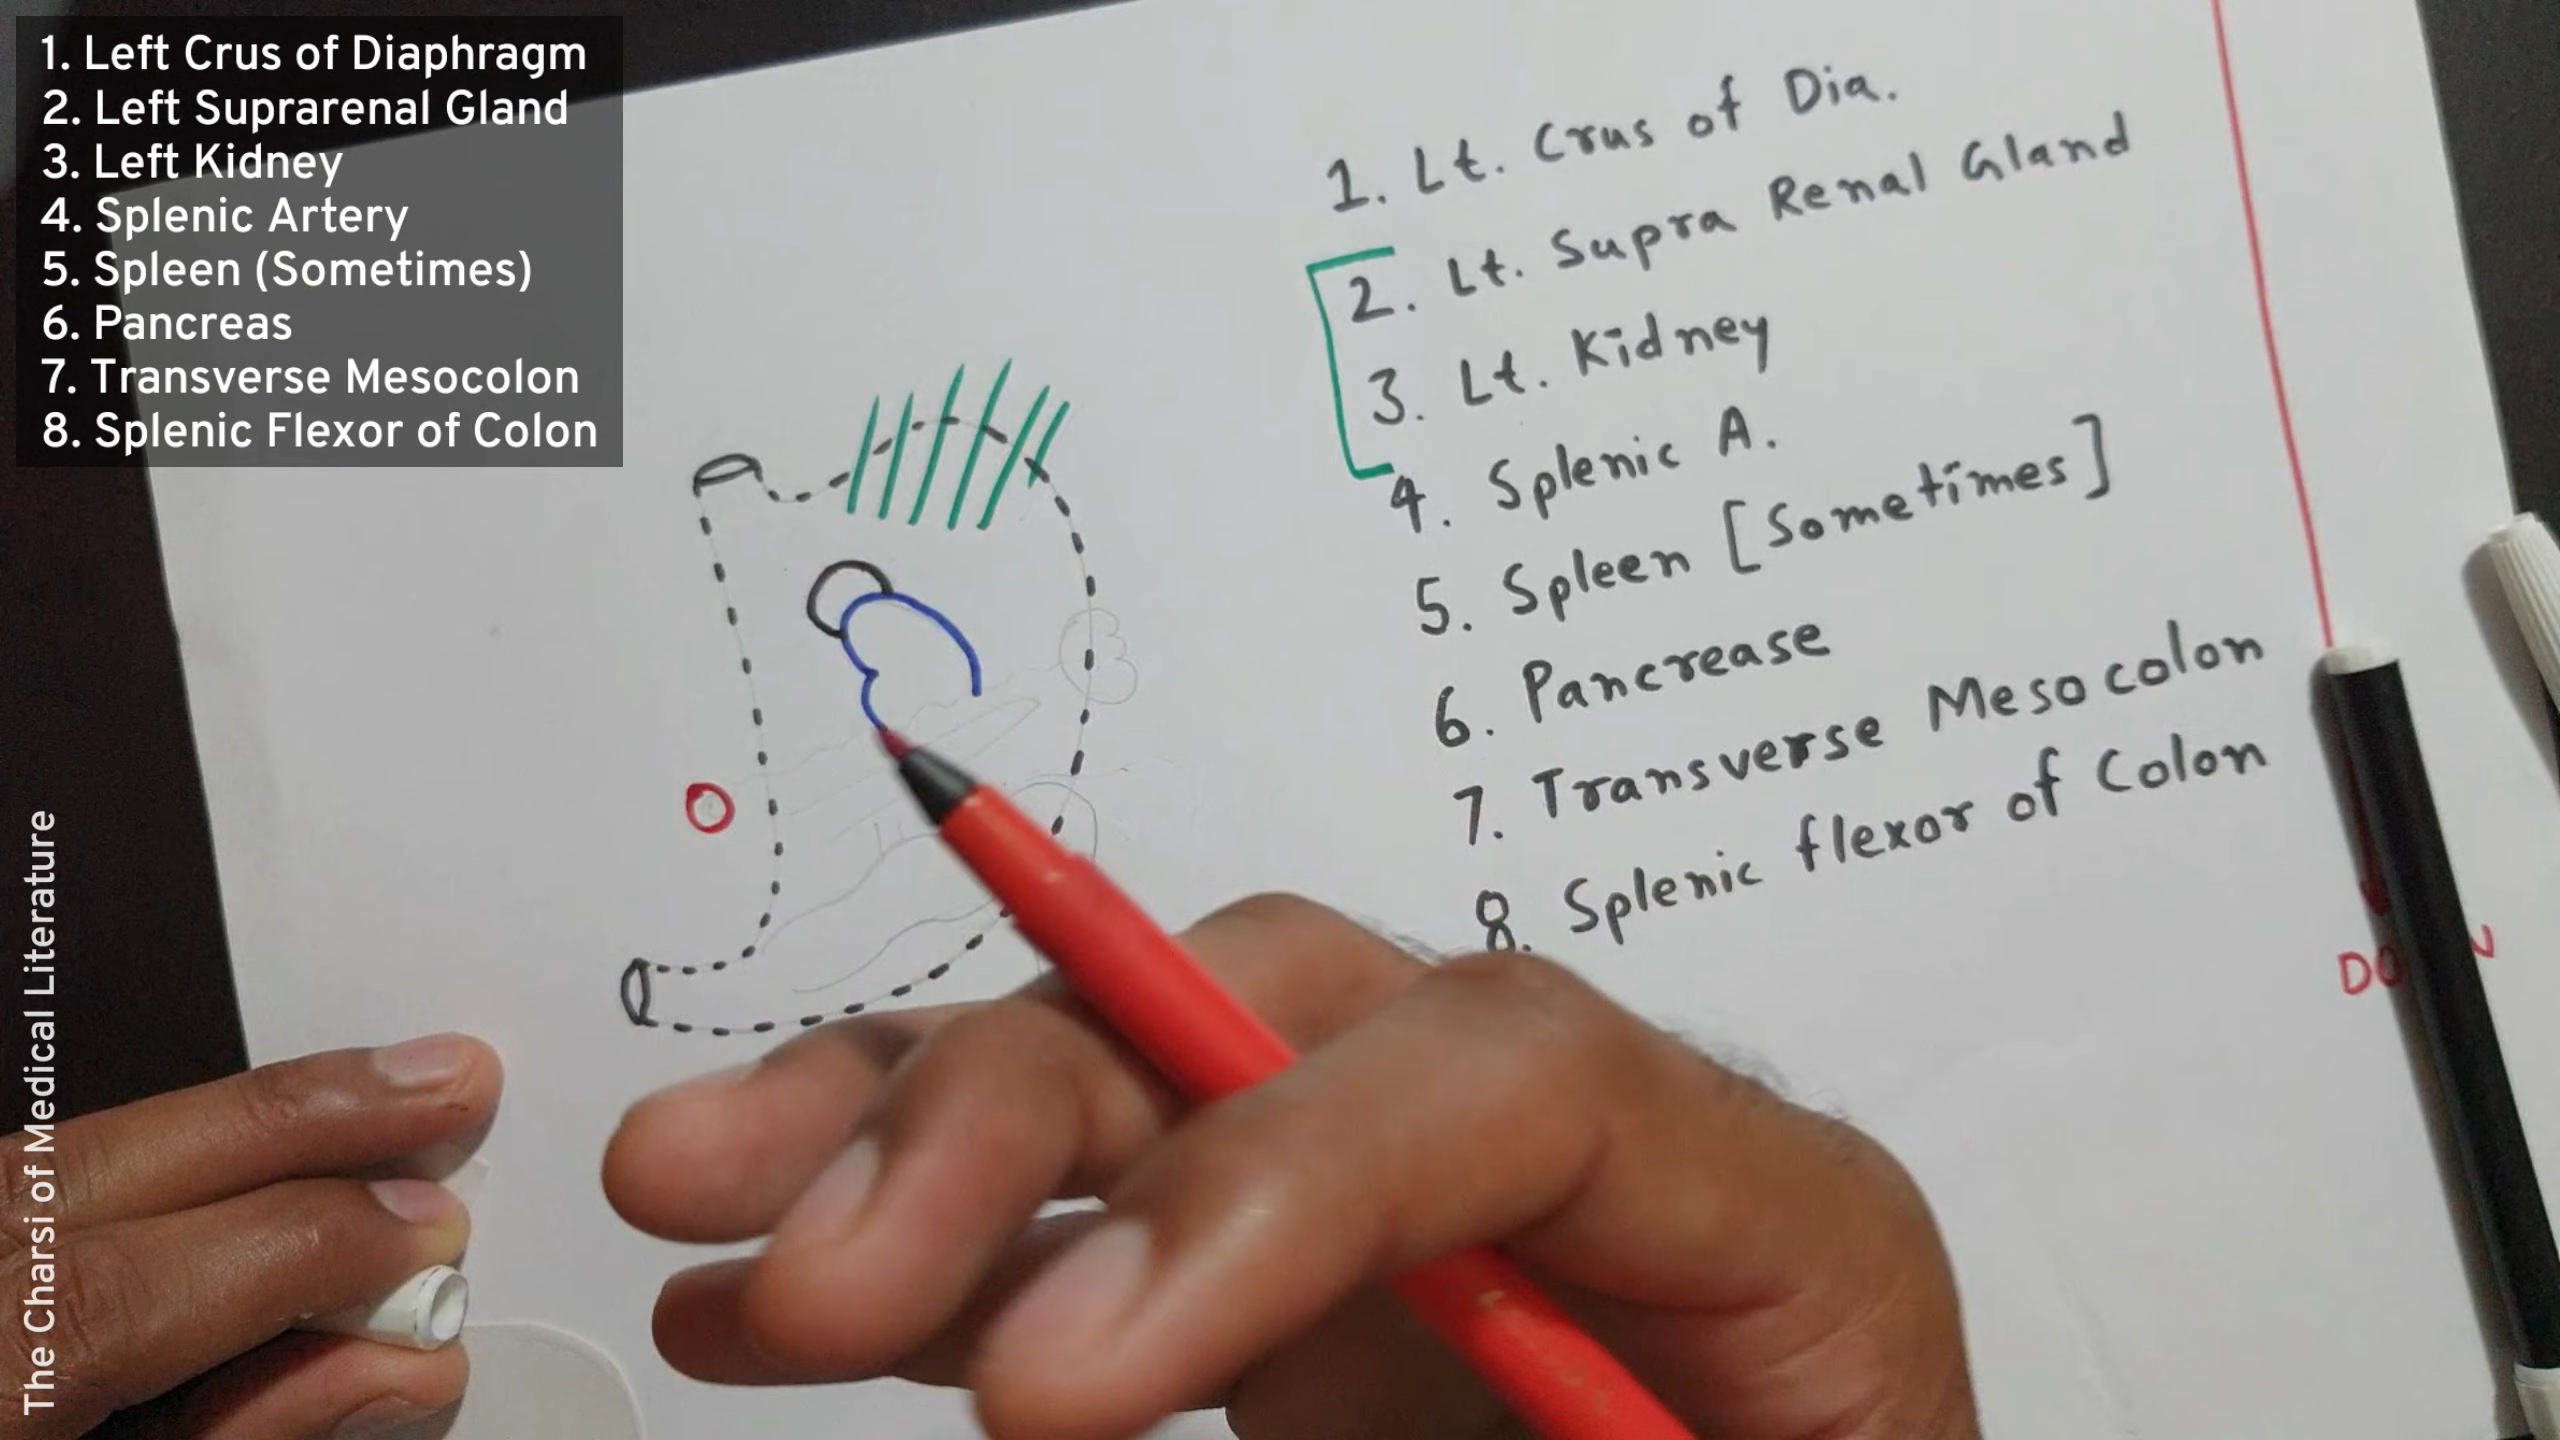 1. Left Crus of Diaphragm
2. Left Suprarenal Gland
3. Left Kidney
4. Splenic Artery
5. Spleen (Sometimes)
6. Pancreas
7. Transverse Mesocolon
8. Splenic Flexor of Colon
1. Lt. Crus of Dia.
2. Lt. Supra Renal Gland
3. Lt. Kidney
4. Splenic A.
5. Spleen [Sometimes]
6. Pancrease
7. Transverse Mesocolon
8. Splenic flexor of Colon
The Charsi of Medical Literature